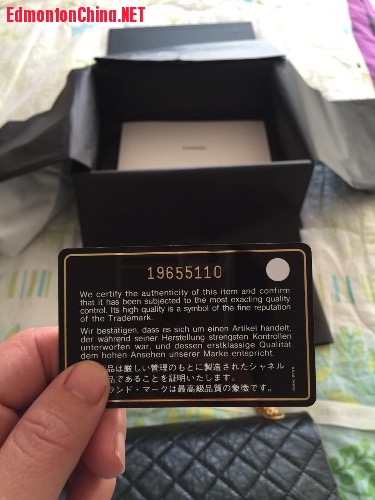 EdmontonChina.NET
19655110
We certify the authenticity of this item and confirm
that it has been subjected to the most exacting quality
control. Its high quality is a symbol of the fine reputation
of the Trademark.
Wir bestätigen, dass es sich um einen Artikel handelt,
der während seiner Herstellung strengsten Kontrollen
unterworfen war, und dessen erstklassige Qualität
dem hohen Ansehen unserer Marke entspricht.
品は厳しい管理のもとに製造されたシャネル
品であることを証明いたします。
ランド・マークは最高級品質の象徴です。